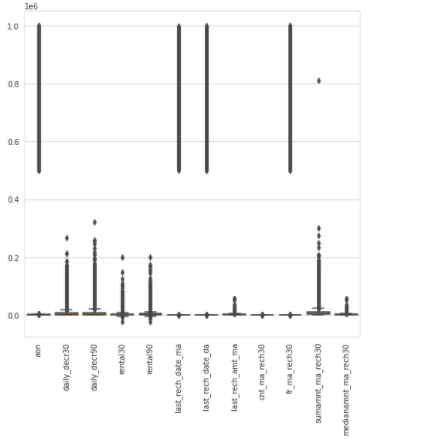 1e6
1.0
0.8
0.6
0.4
0.2
0.0
aon
daily_decr30
daily_decr90
rental30
rental90
last_rech_date_ma
last_rech_date_da
last_rech_amt_ma
cnt_ma_rech30
fr_ma_rech30
sumamnt_ma_rech30
medianamnt_ma_rech30